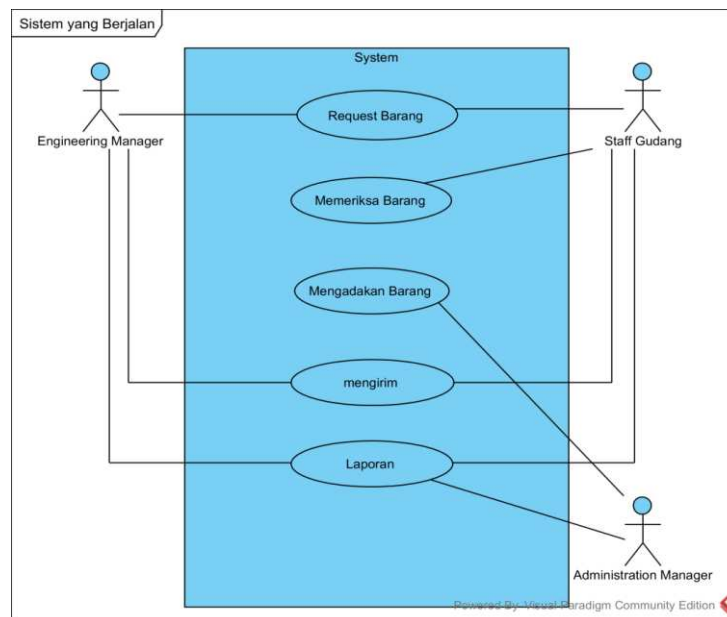 Sistem yang Berjalan
System
Request Barang
Engineering Manager
Staff Gudang
Memeriksa Barang
Mengadakan Barang
mengirim
Laporan
Administration Manager
Powered By Visual Paradigm Community Edition